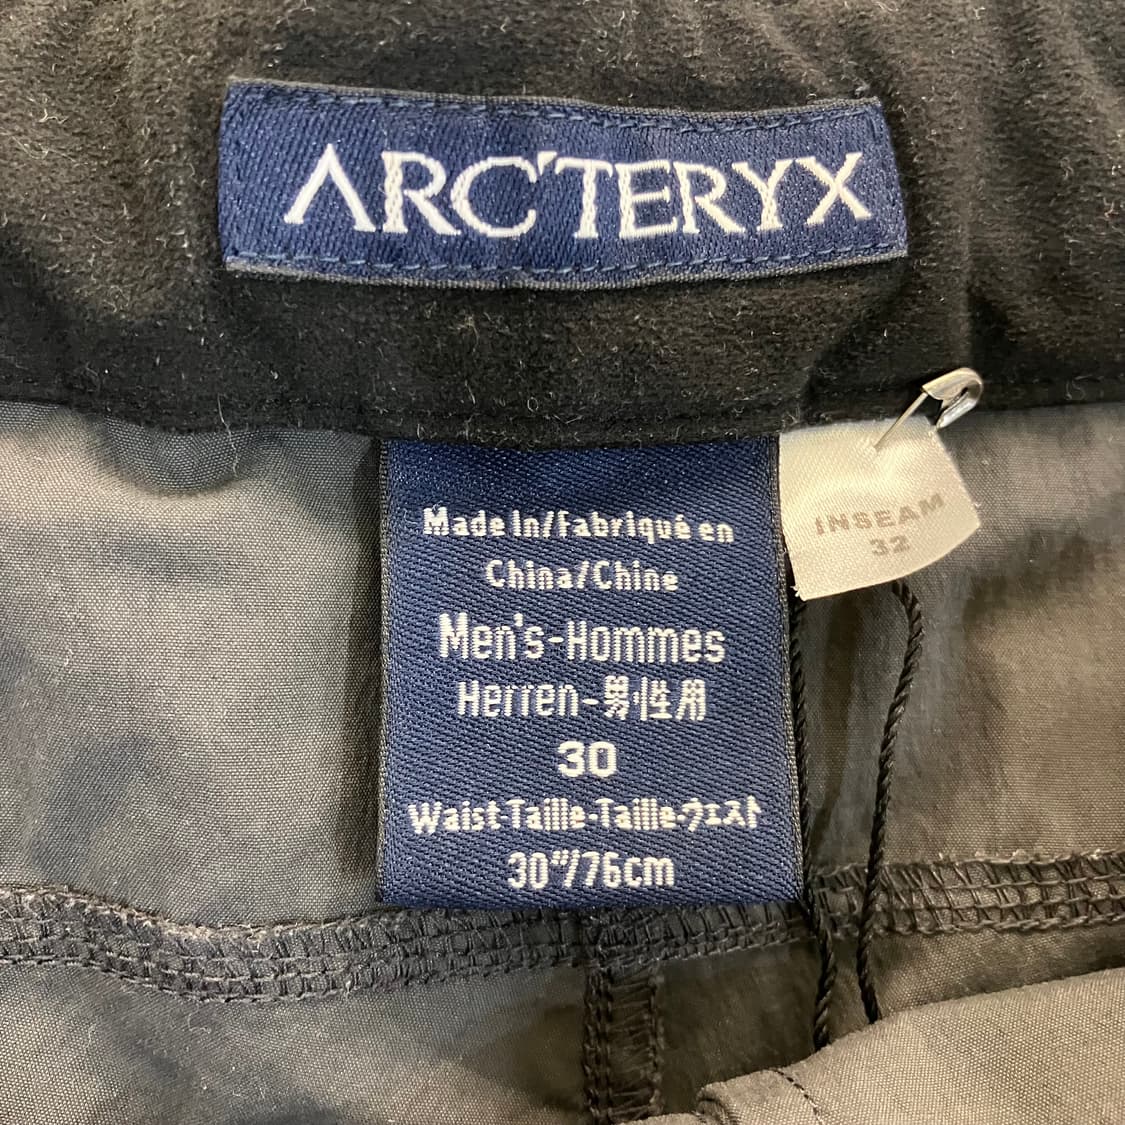 ARC'TERYX
Made In/Fabriqué en
China/Chine
Men's-Hommes
Herren-男性用
30
Waist-Taille-Taille-ウエスト
30"/76cm
INSEAM
32